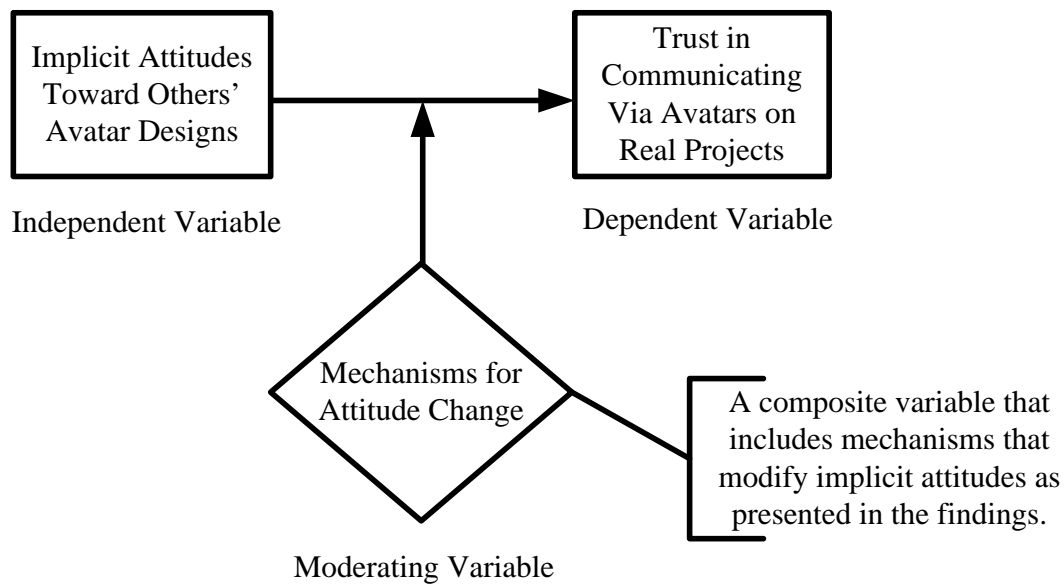 Implicit Attitudes
Toward Others’
Avatar Designs
Independent Variable
Trust in
Communicating
Via Avatars on
Real Projects
Dependent Variable
Mechanisms for
Attitude Change
Moderating Variable
A composite variable that
includes mechanisms that
modify implicit attitudes as
presented in the findings.